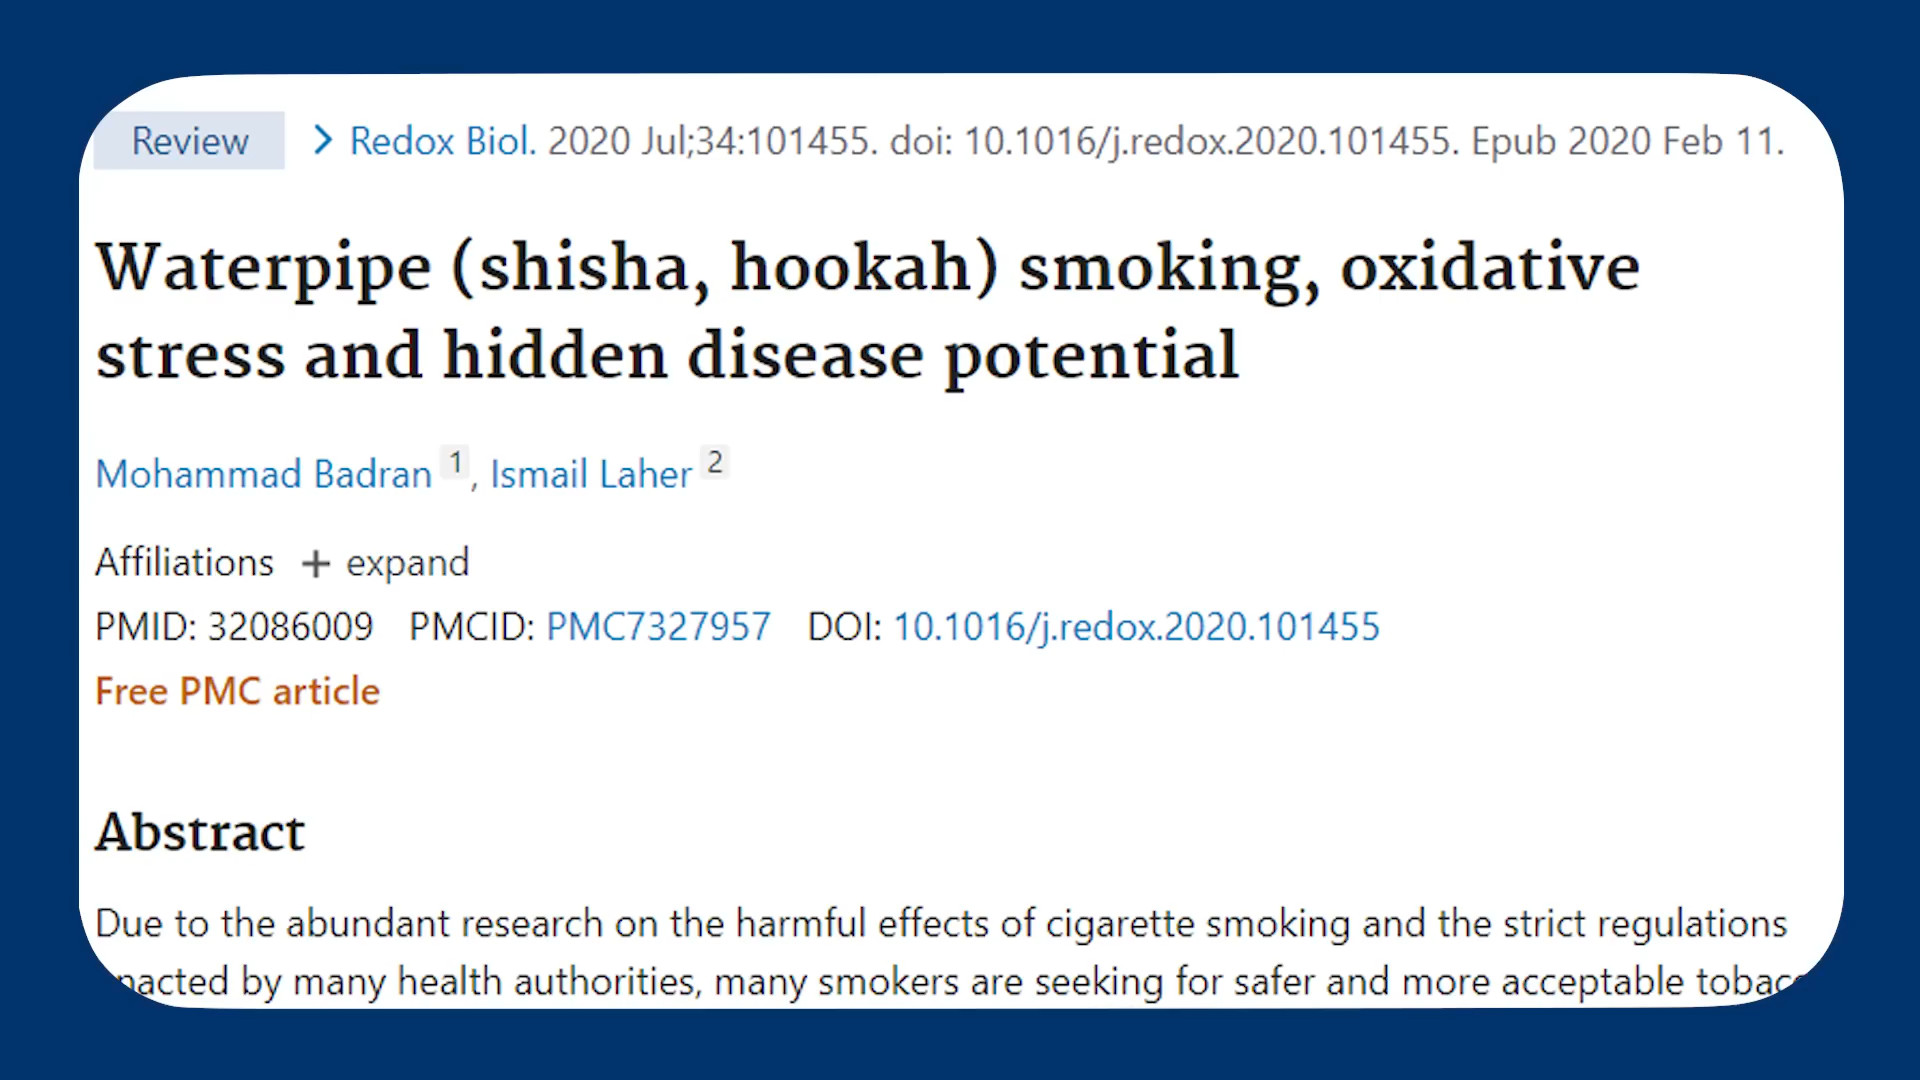 Review > Redox Biol. 2020 Jul;34:101455. doi: 10.1016/j.redox.2020.101455. Epub 2020 Feb 11.
Waterpipe (shisha, hookah) smoking, oxidative
stress and hidden disease potential
Mohammad Badran 1, Ismail Laher 2
Affiliations + expand
PMID: 32086009 PMCID: PMC7327957 DOI: 10.1016/j.redox.2020.101455
Free PMC article
Abstract
Due to the abundant research on the harmful effects of cigarette smoking and the strict regulations
by many health authorities, many smokers are seeking for safer and more acceptable